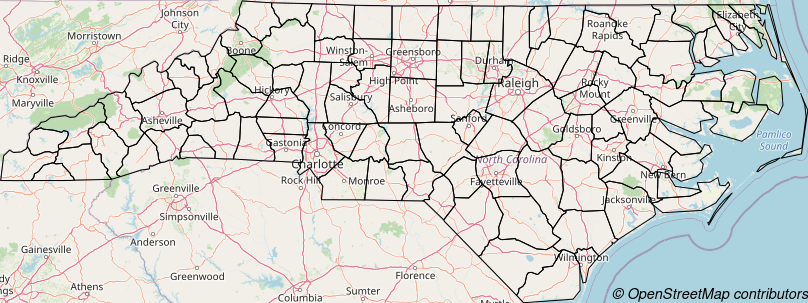 Johnson
City
Morristown
Ridge
Knoxville
Maryville
Boone
Winston-
Salem
Greensboro
High Point
Durham
Raleigh
Roanoke
Rapids
Elizabeth
City
Hickory
Salisbury
Asheboro
Rocky
Mount
Asheville
Concord
Sanford
Goldsboro
Greenville
Pamlico
Sound
Gastonia
Charlotte
North Carolina
Kinston
New Bern
Rock Hill
Monroe
Fayetteville
Jacksonville
Greenville
Simpsonville
Anderson
Gainesville
Greenwood
Florence
Wilmington
Athens
Columbia
Sumter
Myrtle
© OpenStreetMap contributors